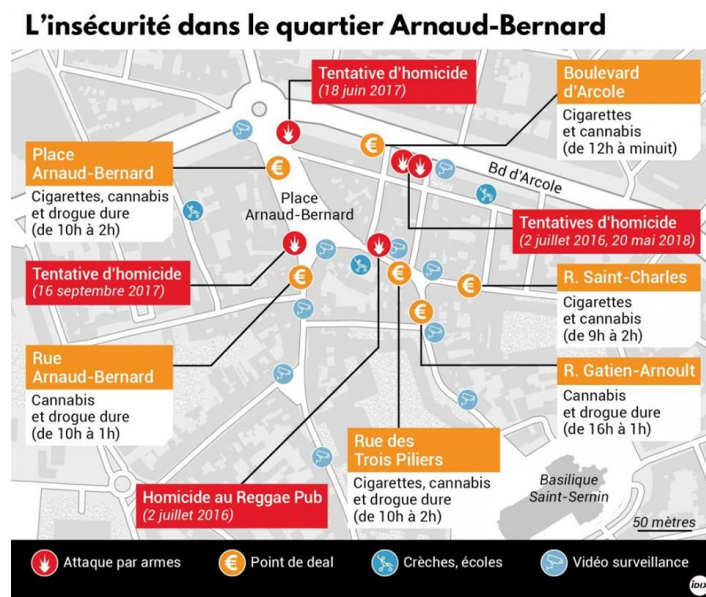 L'insécurité dans le quartier Arnaud-Bernard
Tentative d'homicide
(18 juin 2017)
Boulevard
d'Arcole
Cigarettes
et cannabis
(de 12h à minuit)
Place
Arnaud-Bernard
Cigarettes, cannabis
et drogue dure
(de 10h à 2h)
Place
Arnaud-Bernard
Bd d'Arcole
Tentatives d'homicide
(2 juillet 2016, 20 mai 2018)
Tentative d'homicide
(16 septembre 2017)
R. Saint-Charles
Cigarettes
et cannabis
(de 9h à 2h)
Rue
Arnaud-Bernard
Cannabis
et drogue dure
(de 10h à 1h)
R. Gatien-Arnoult
Cannabis
et drogue dure
(de 16h à 1h)
Rue des
Trois Piliers
Cigarettes, cannabis
et drogue dure
(de 10h à 2h)
Homicide au Reggae Pub
(2 juillet 2016)
Basilique
Saint-Sernin
50 mètres
Attaque par armes
€ Point de deal
Crèches, écoles
Vidéo surveillance
iDIX